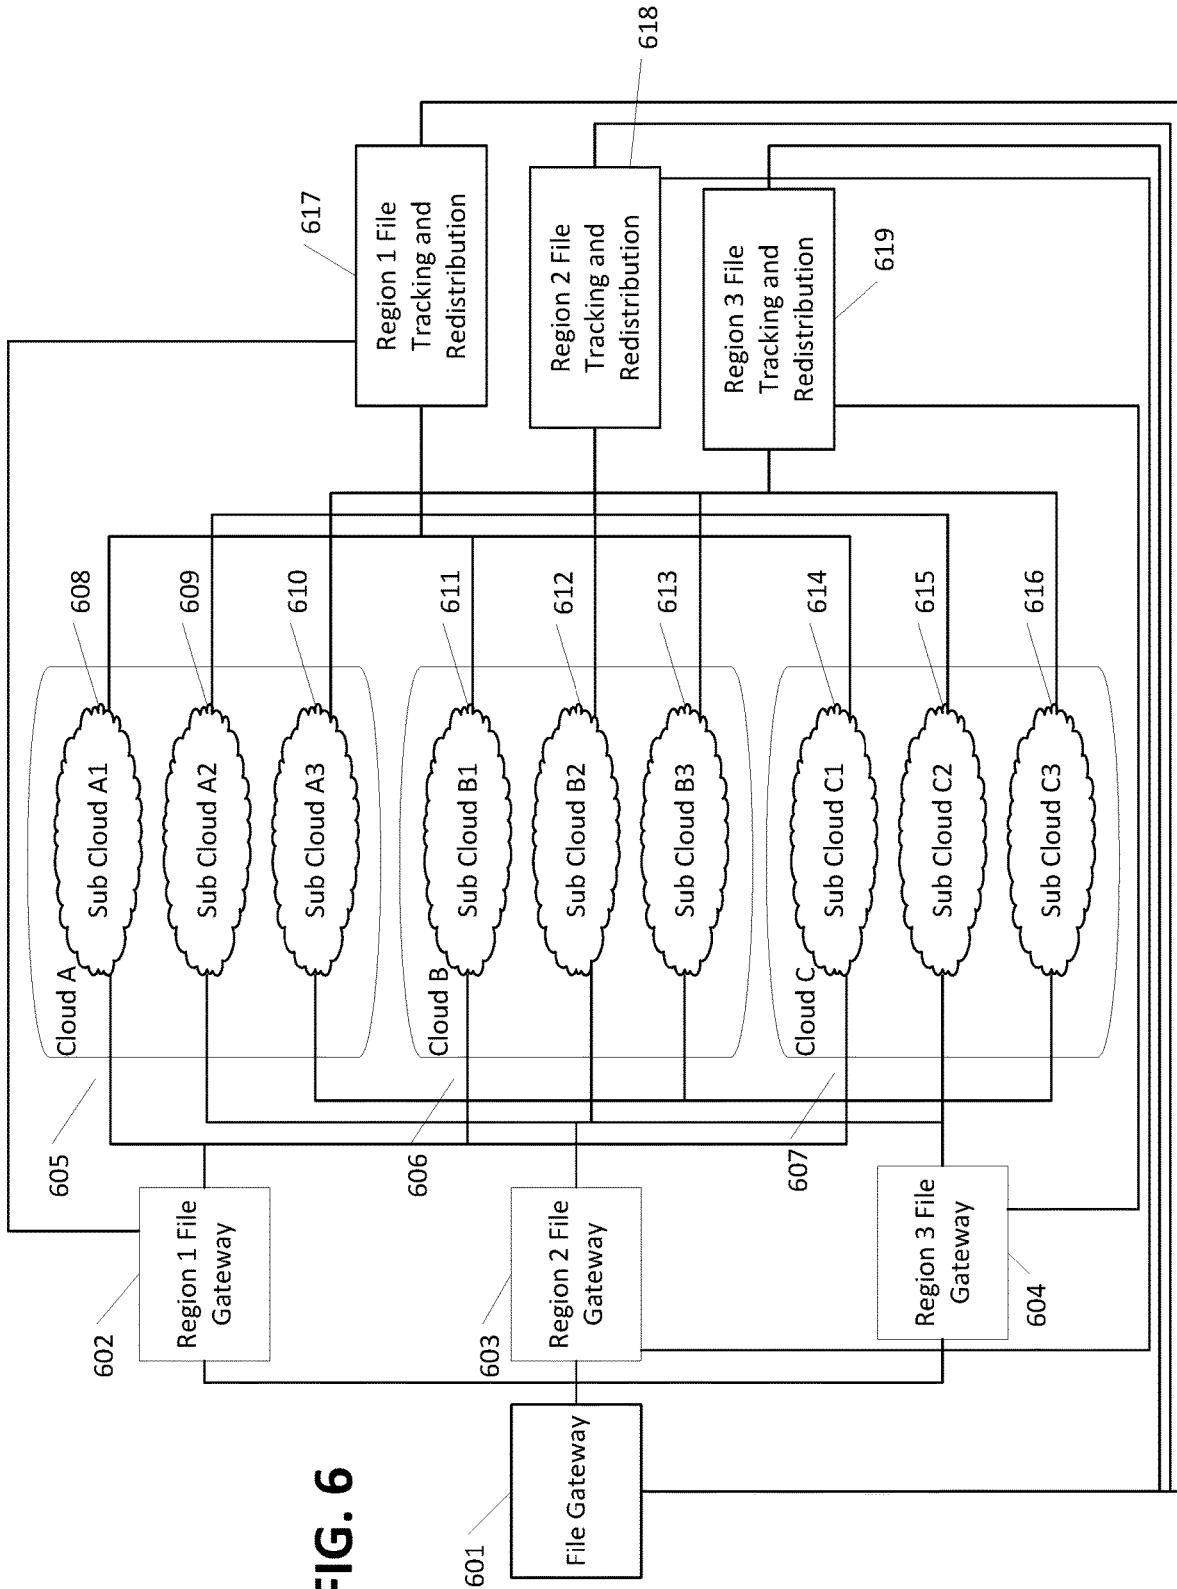 601
File Gateway
602
Region 1 File
Gateway
603
Region 2 File
Gateway
604
Region 3 File
Gateway
605
Cloud A
606
Cloud B
607
Cloud C
Sub Cloud A1
608
Sub Cloud A2
609
Sub Cloud A3
610
Sub Cloud B1
611
Sub Cloud B2
612
Sub Cloud B3
613
Sub Cloud C1
614
Sub Cloud C2
615
Sub Cloud C3
616
617
Region 1 File
Tracking and
Redistribution
618
Region 2 File
Tracking and
Redistribution
619
Region 3 File
Tracking and
Redistribution
FIG. 6